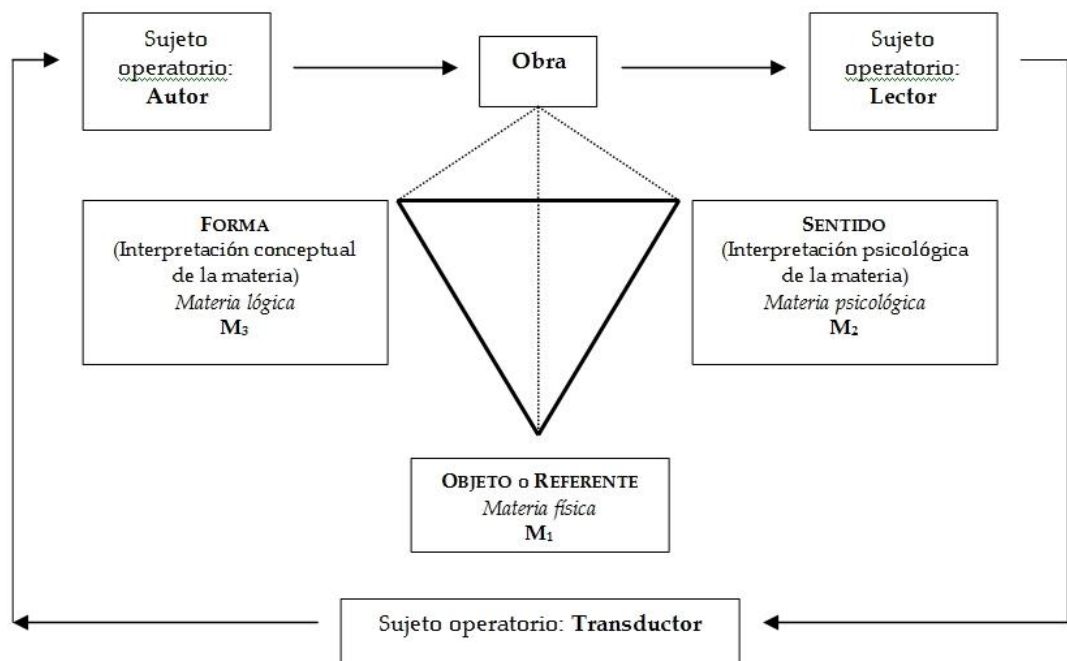 Sujeto
operatorio:
Autor
Obra
Sujeto
operatorio:
Lector
FORMA
(Interpretación conceptual
de la materia)
Materia lógica
M₃
SENTIDO
(Interpretación psicológica
de la materia)
Materia psicológica
M₂
OBJETO o REFERENTE
Materia física
M₁
Sujeto operatorio: Transductor